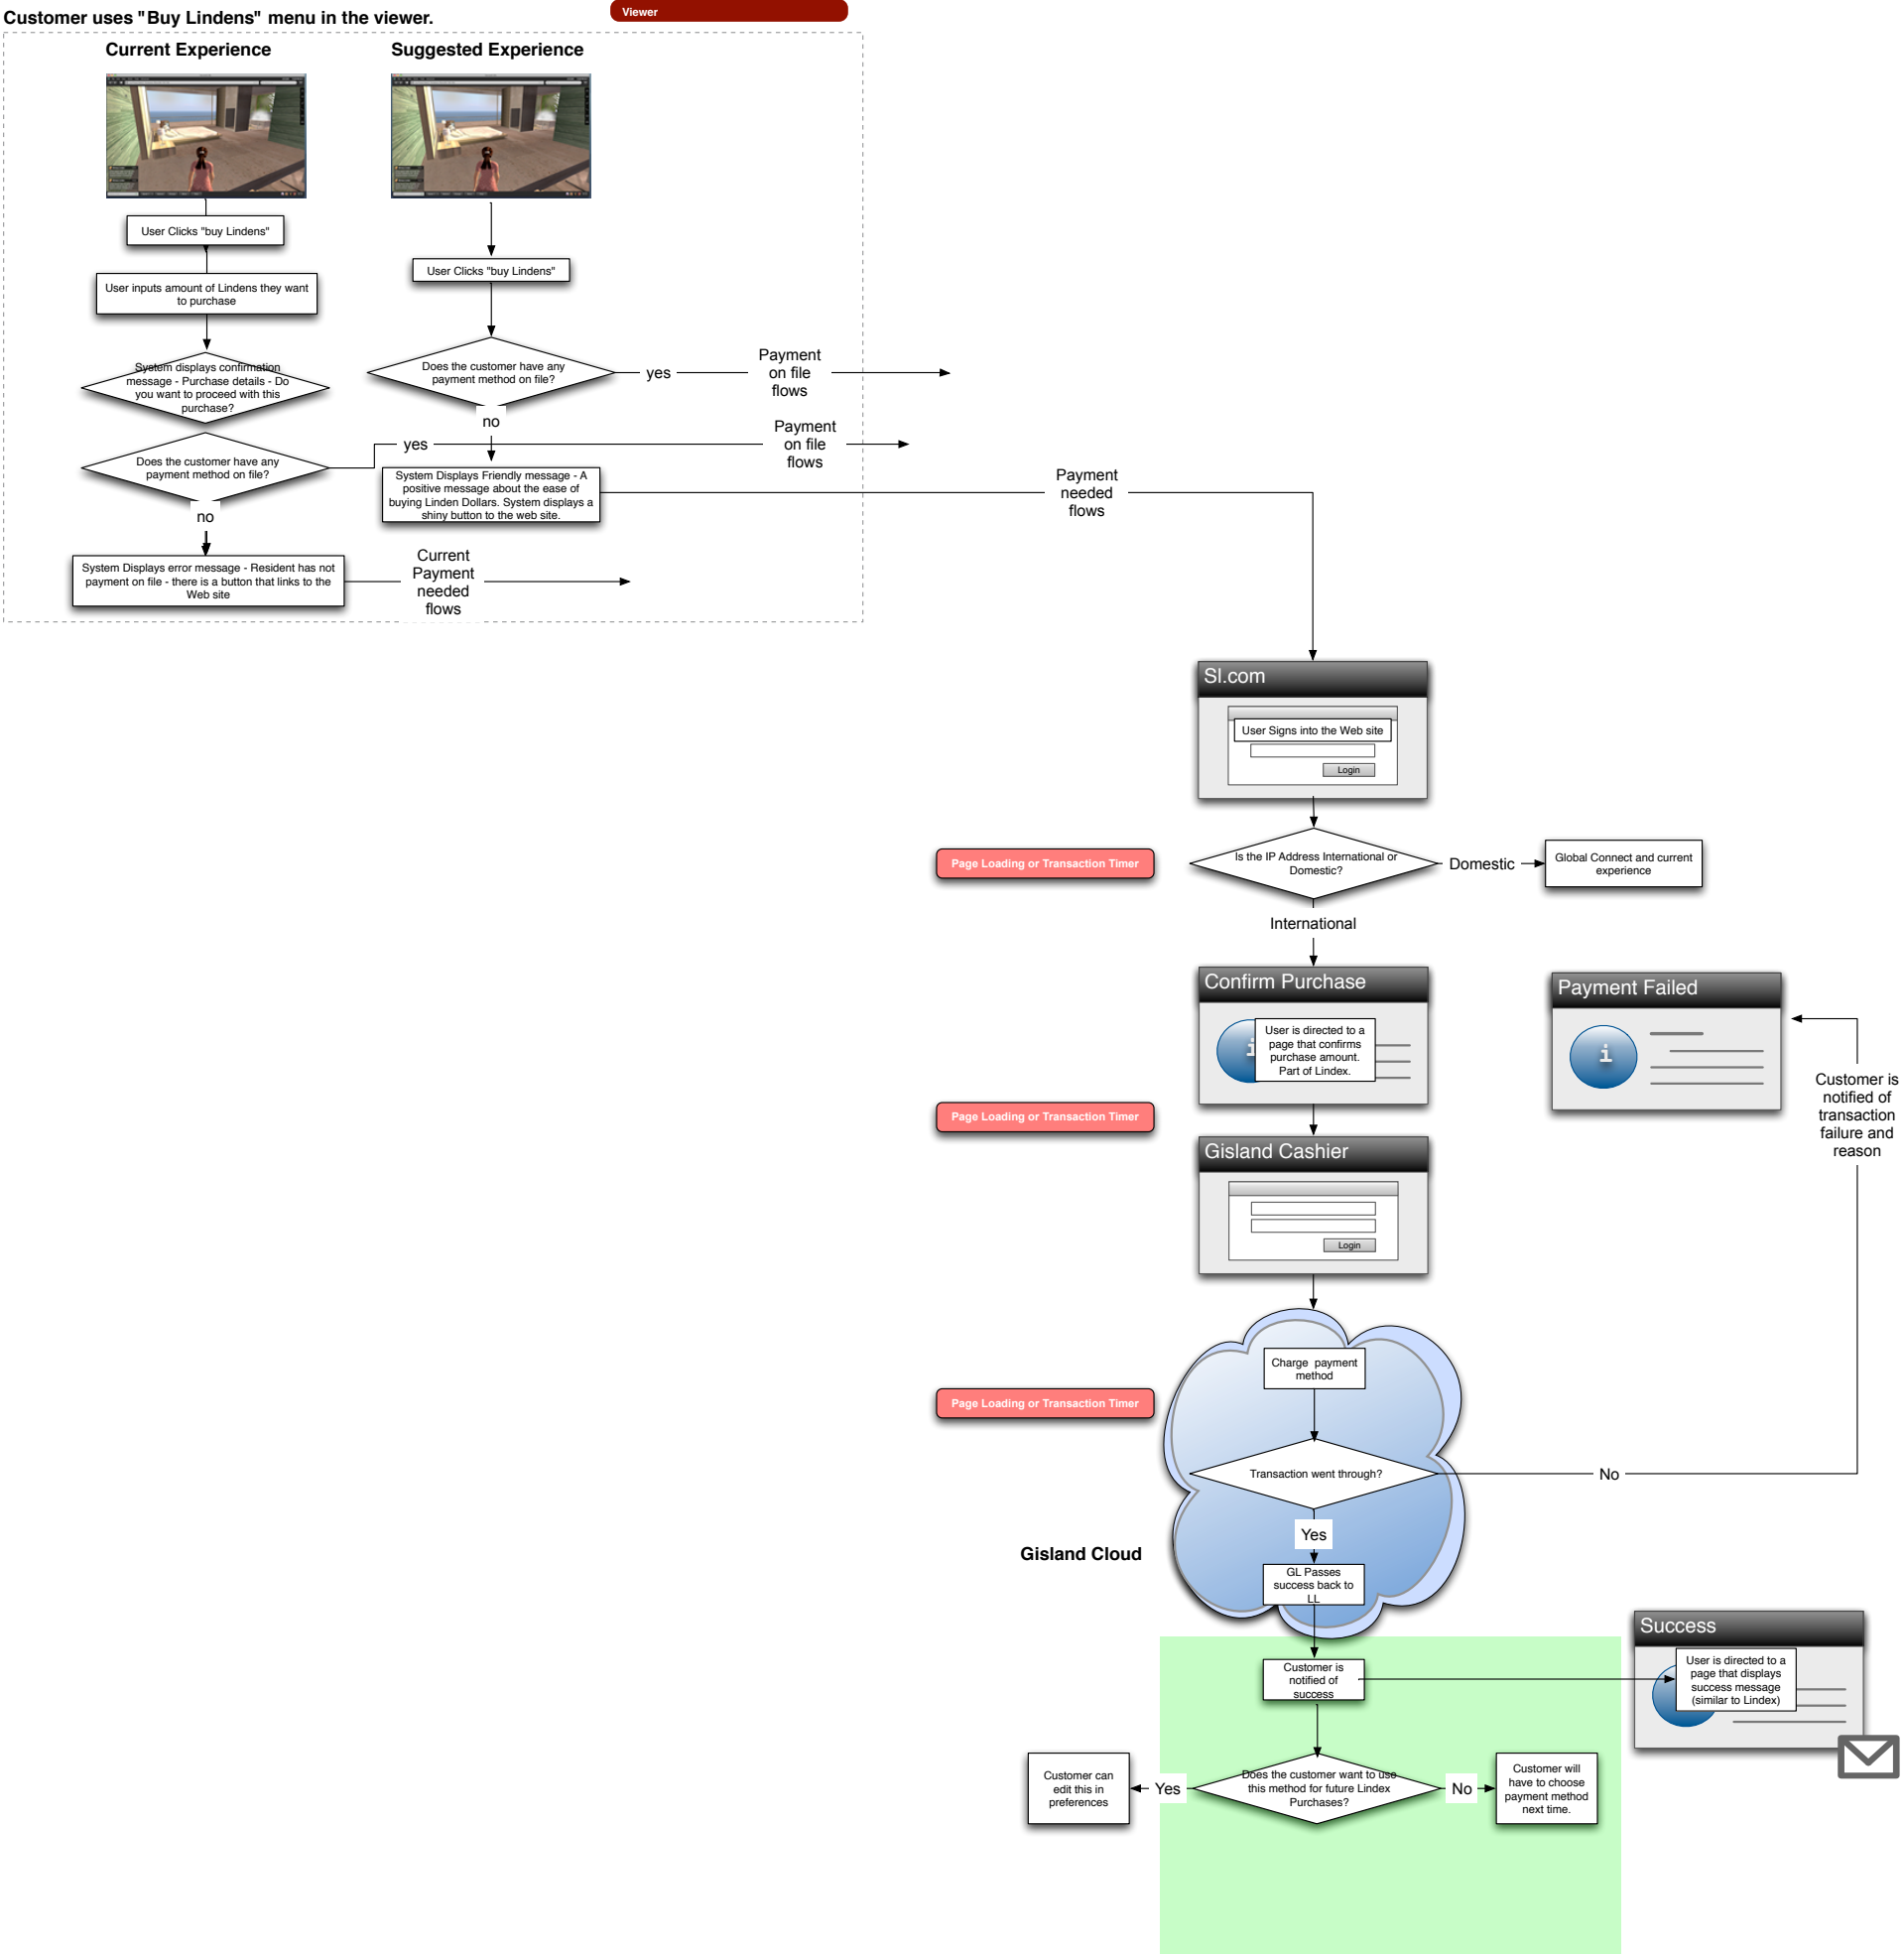 Customer uses "Buy Lindens" menu in the viewer.
Viewer
Current Experience
Suggested Experience
User Clicks "buy Lindens"
User inputs amount of Lindens they want
to purchase
System displays confirmation
message - Purchase details - Do
you want to proceed with this
purchase?
Does the customer have any
payment method on file?
yes
Payment
on file
flows
no
System Displays error message - Resident has not
payment on file - there is a button that links to the
Web site
Current
Payment
needed
flows
User Clicks "buy Lindens"
Does the customer have any
payment method on file?
yes
Payment
on file
flows
no
System Displays Friendly message - A
positive message about the ease of
buying Linden Dollars. System displays a
shiny button to the web site.
Payment
needed
flows
Sl.com
User Signs into the Web site
Login
Page Loading or Transaction Timer
Is the IP Address International or
Domestic?
Domestic
Global Connect and current
experience
International
Confirm Purchase
i
User is directed to a
page that confirms
purchase amount.
Part of Lindex.
Payment Failed
i
Customer is
notified of
transaction
failure and
reason
Page Loading or Transaction Timer
Gisland Cashier
Login
Charge payment
method
Page Loading or Transaction Timer
Transaction went through?
No
Yes
Gisland Cloud
GL Passes
success back to
LL
Customer is
notified of
success
Success
User is directed to a
page that displays
success message
(similar to Lindex)
Does the customer want to use
this method for future Lindex
Purchases?
Yes
Customer can
edit this in
preferences
No
Customer will
have to choose
payment method
next time.